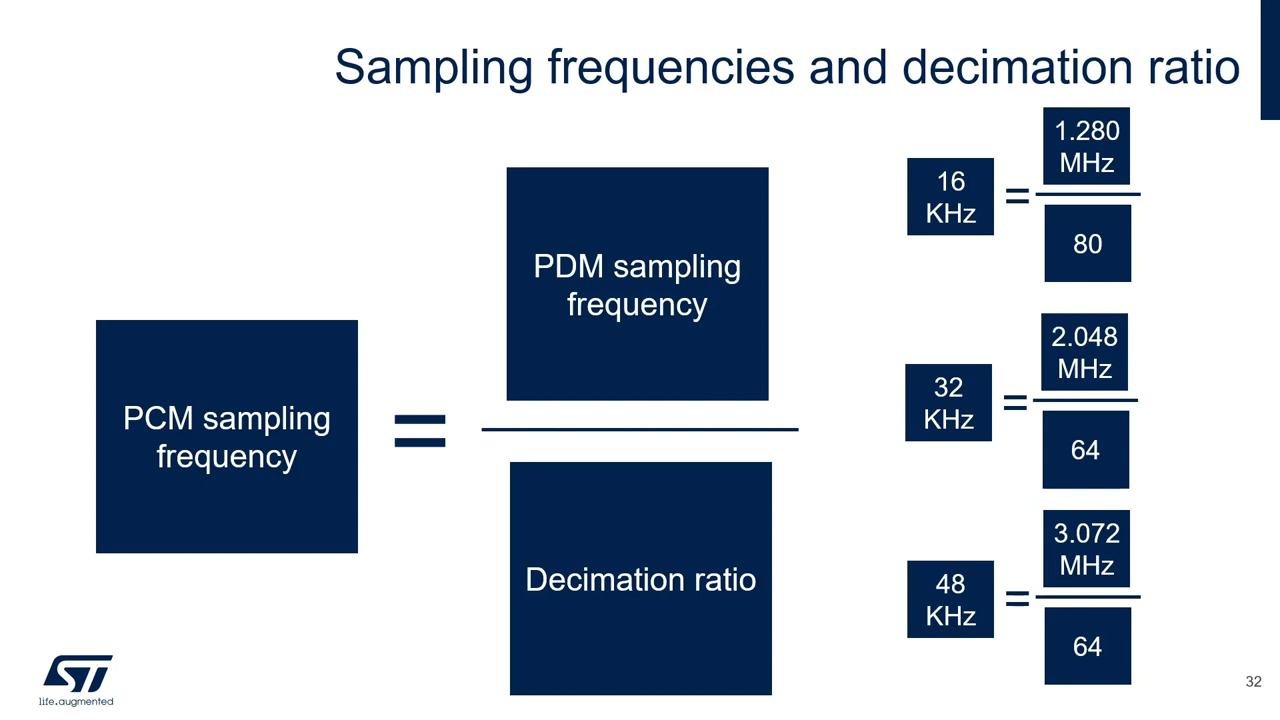 Sampling frequencies and decimation ratio
PCM sampling
frequency
=
PDM sampling
frequency
Decimation ratio
16
KHz
=
1.280
MHz
80
32
KHz
=
2.048
MHz
64
48
KHz
=
3.072
MHz
64
ST
life.augmented
32